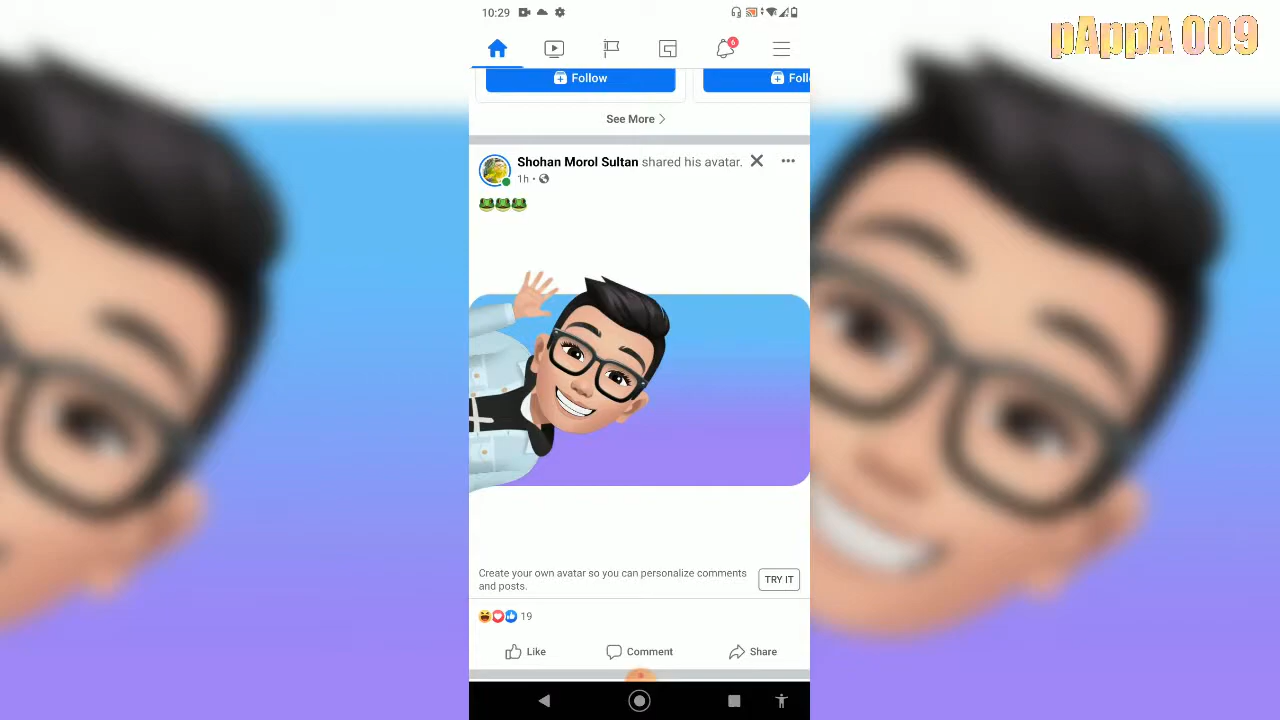 10:29
pAppA 009
6
Follow
Foll
See More
Shohan Morol Sultan shared his avatar.
1h
Create your own avatar so you can personalize comments
and posts.
TRY IT
19
Like
Comment
Share